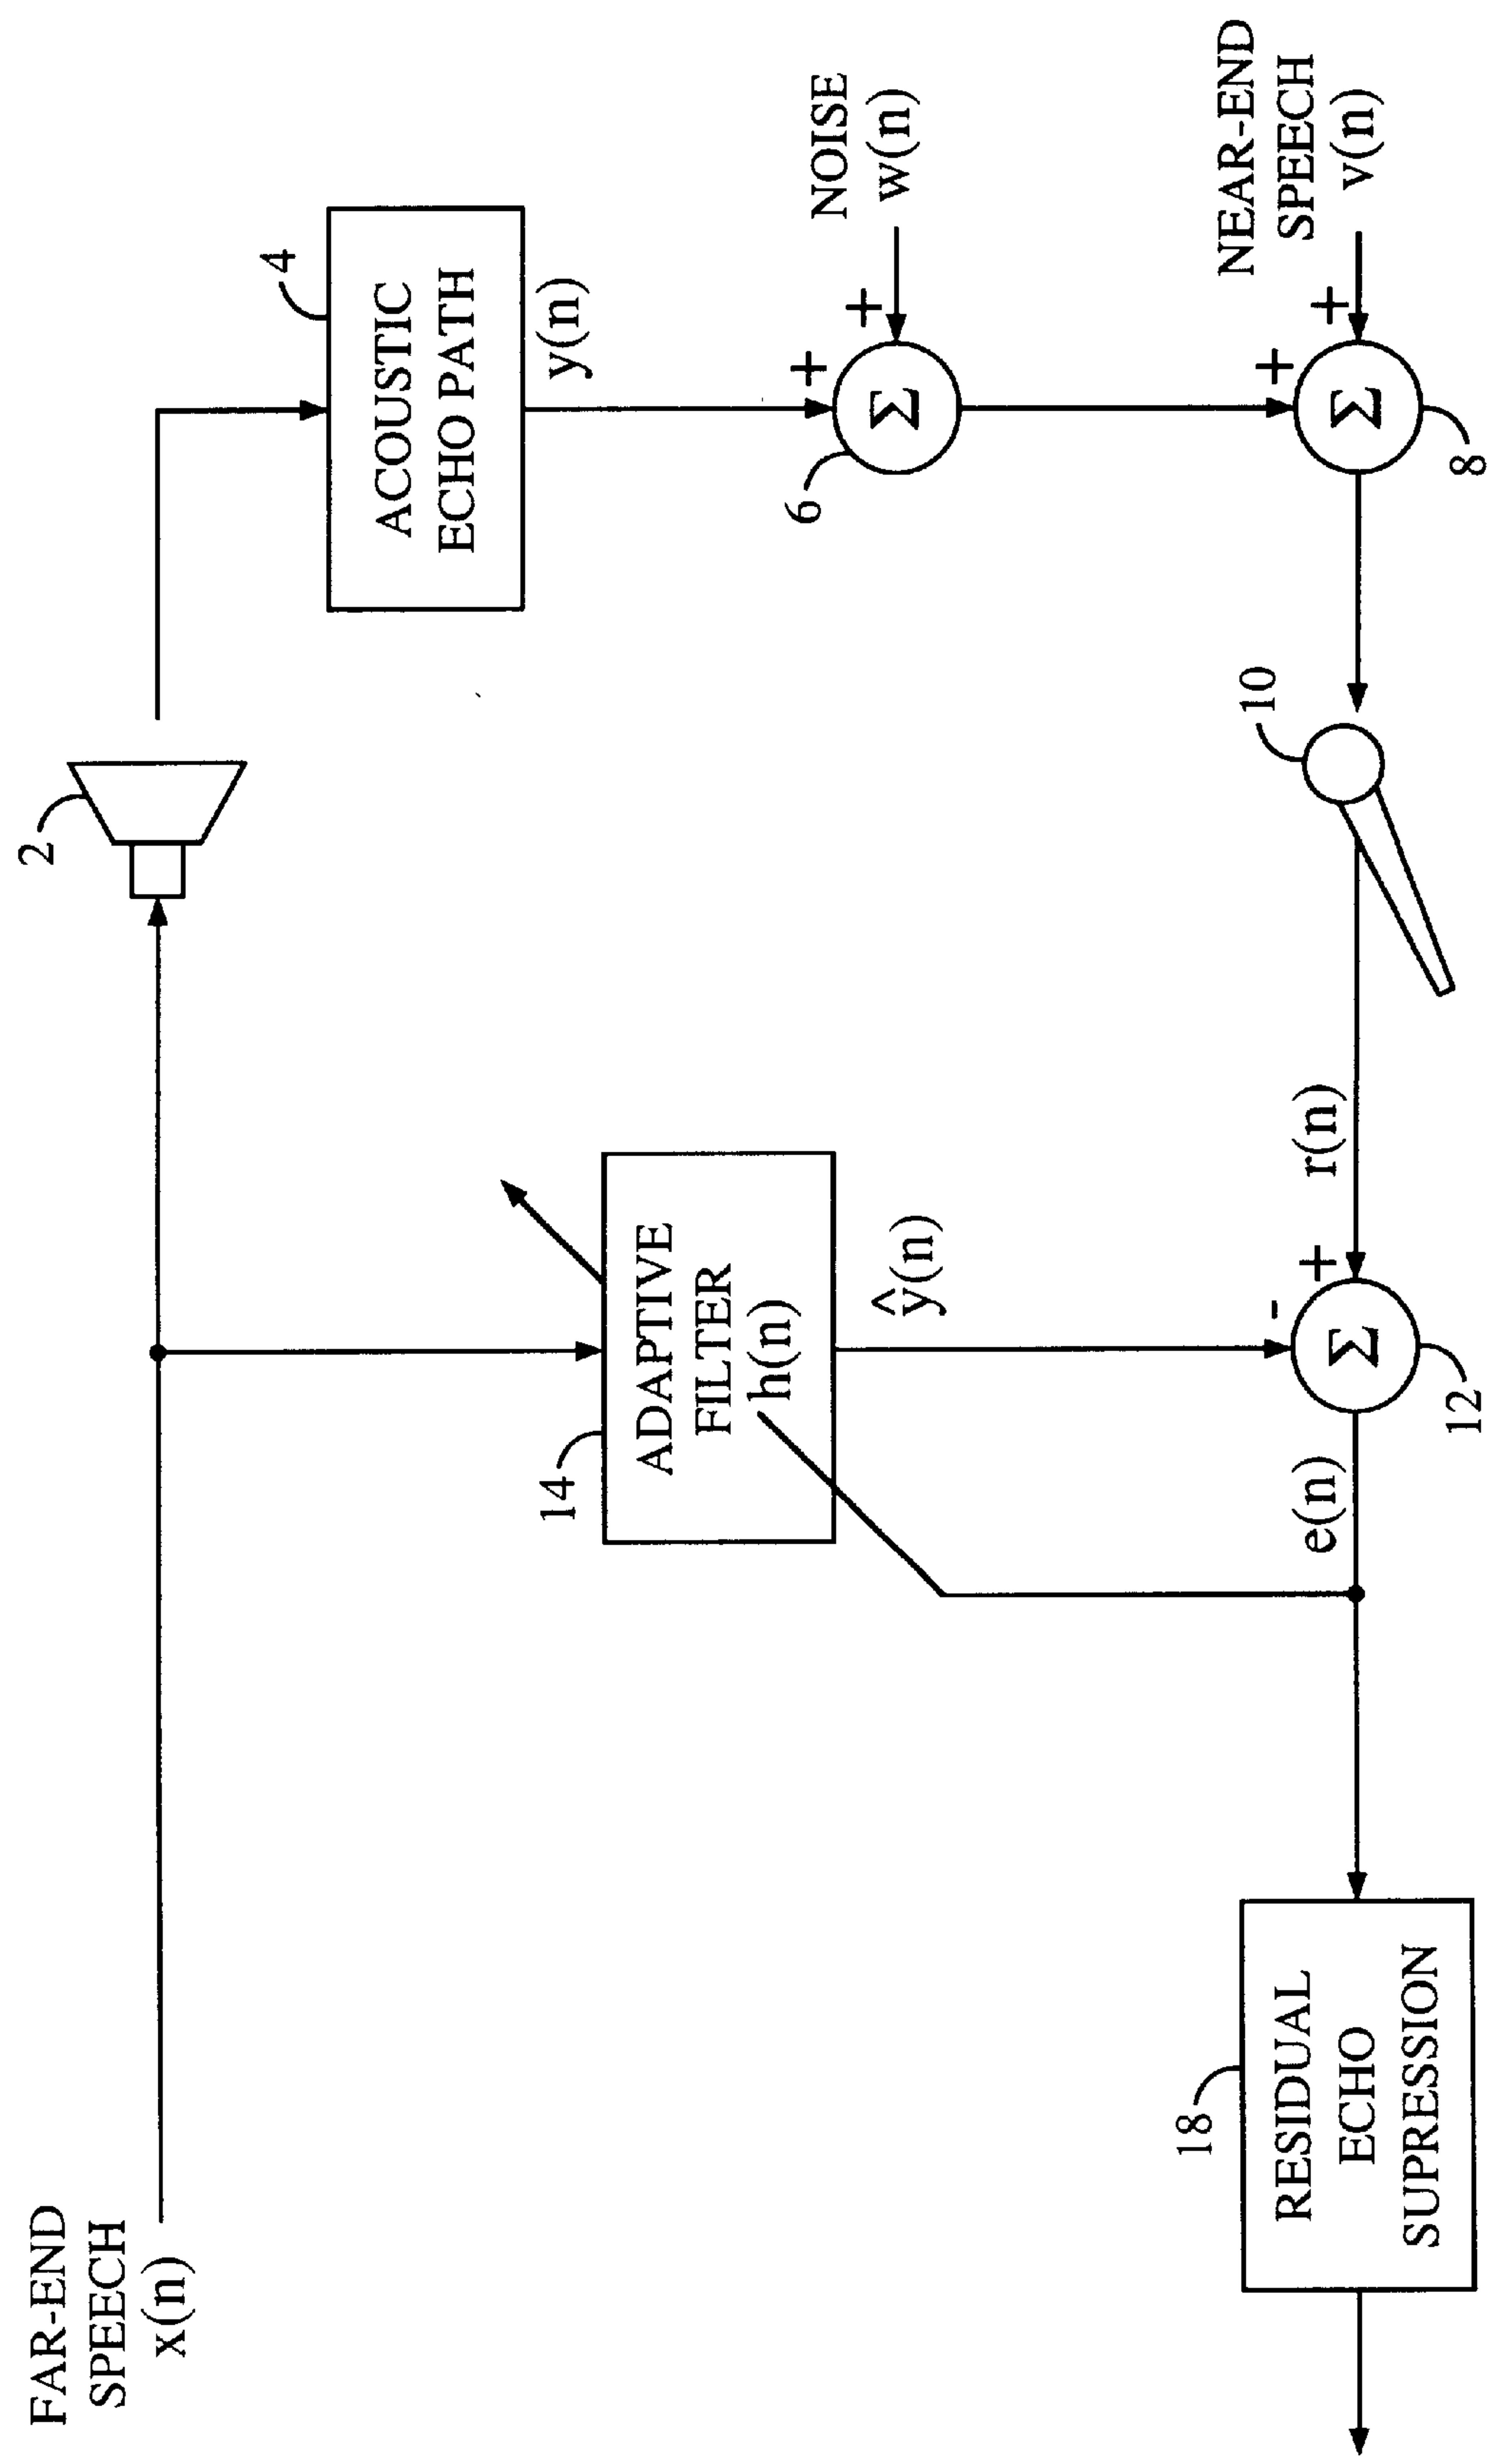 FAR-END
SPEECH
x(n)
2
4
ACOUSTIC
ECHO PATH
y(n)
14
ADAPTIVE
FILTER
h(n)
ŷ(n)
6
Σ
+
+
NOISE
w(n)
18
RESIDUAL
ECHO
SUPRESSION
e(n)
12
Σ
-
+
r(n)
10
8
Σ
+
+
NEAR-END
SPEECH
v(n)